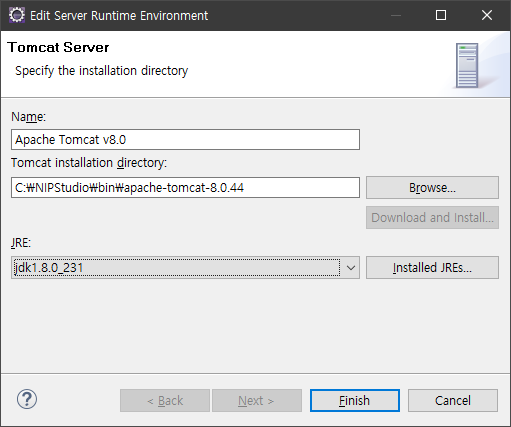 Edit Server Runtime Environment
Tomcat Server
Specify the installation directory
Name:
Apache Tomcat v8.0
Tomcat installation directory:
C:₩NIPStudio₩bin₩apache-tomcat-8.0.44
Browse...
Download and Install...
JRE:
jdk1.8.0_231
Installed JREs...
?
< Back
Next >
Finish
Cancel